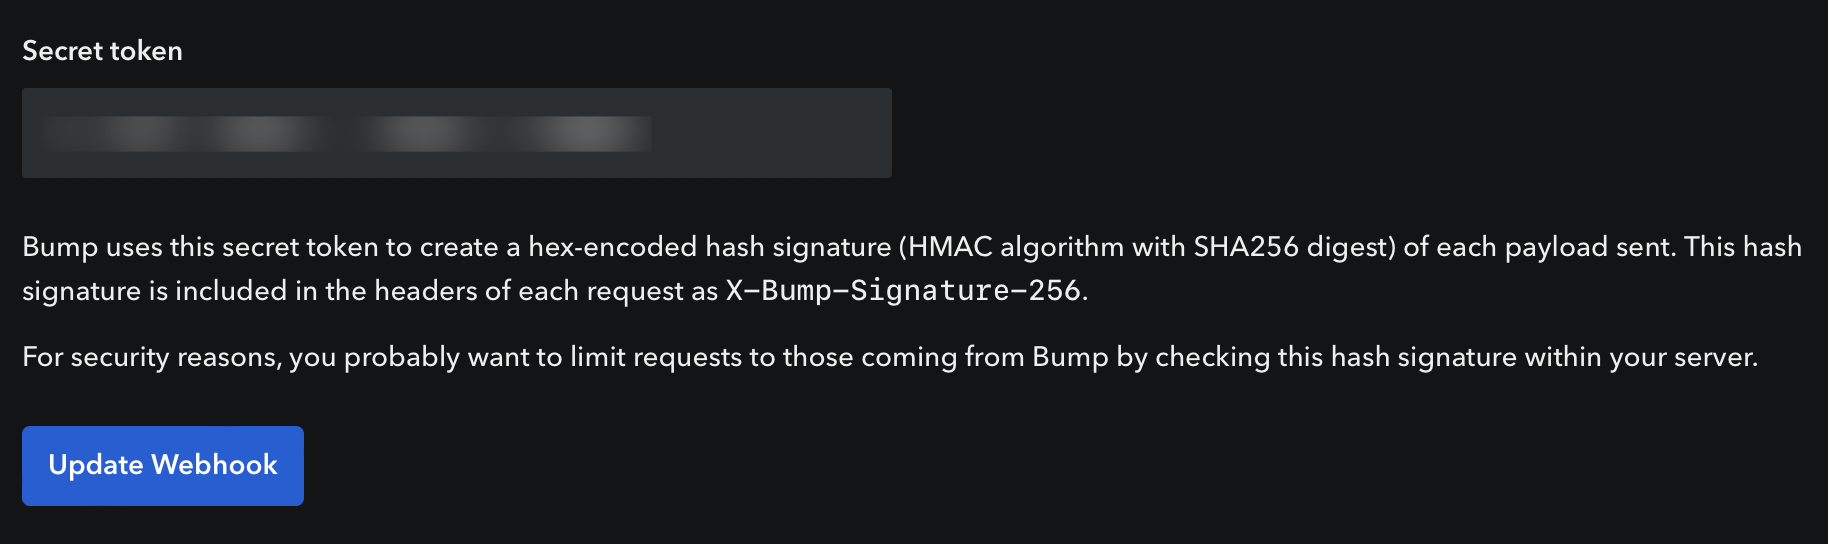 Secret token
Bump uses this secret token to create a hex-encoded hash signature (HMAC algorithm with SHA256 digest) of each payload sent. This hash
signature is included in the headers of each request as X-Bump-Signature-256.
For security reasons, you probably want to limit requests to those coming from Bump by checking this hash signature within your server.
Update Webhook